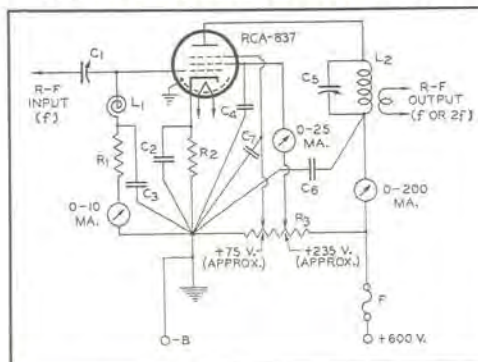 RCA-837
C1
R-F
INPUT
(f)
L1
C4
C5
L2
R-F
OUTPUT
(f OR 2f)
R1
C2
R2
C7
0-25
MA.
C3
C6
0-10
MA.
0-200
MA.
R3
+75 V.
(APPROX.)
+235 V.
(APPROX.)
F
-B
+600 V.